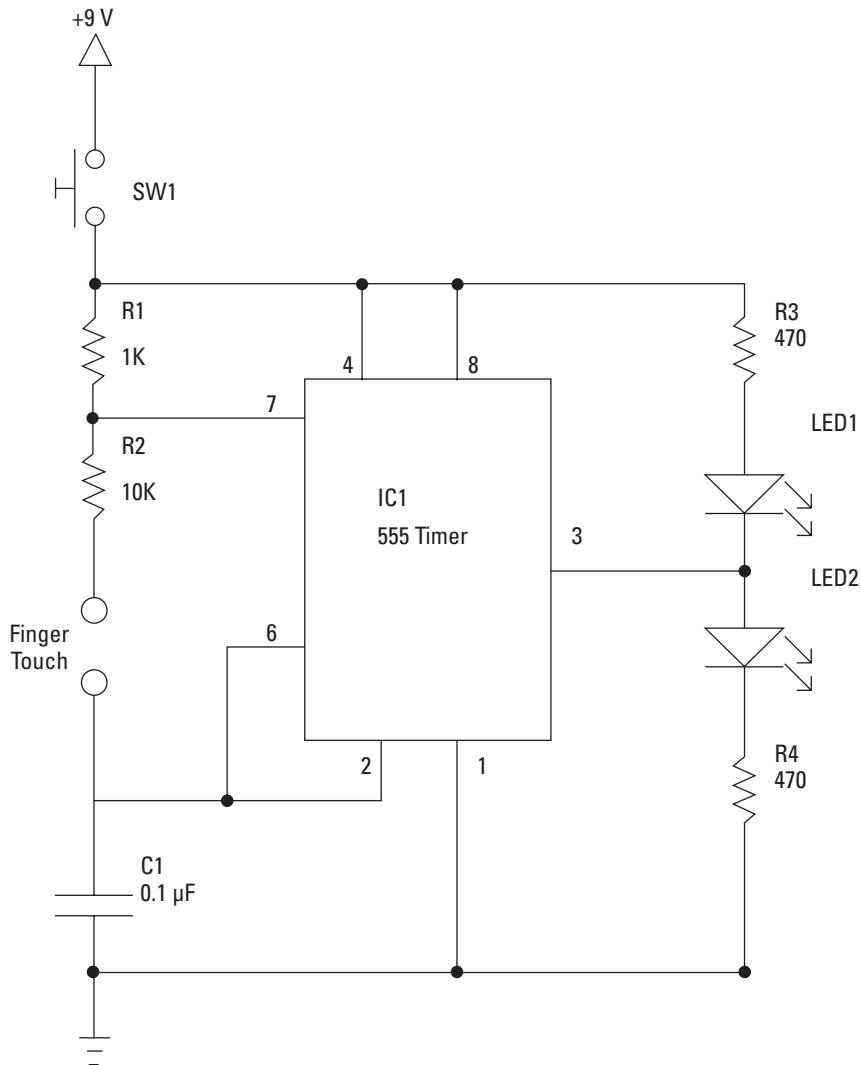 +9 V
SW1
R1
1K
R2
10K
Finger
Touch
7
4
8
6
2
1
3
IC1
555 Timer
R3
470
LED1
LED2
R4
470
C1
0.1 µF